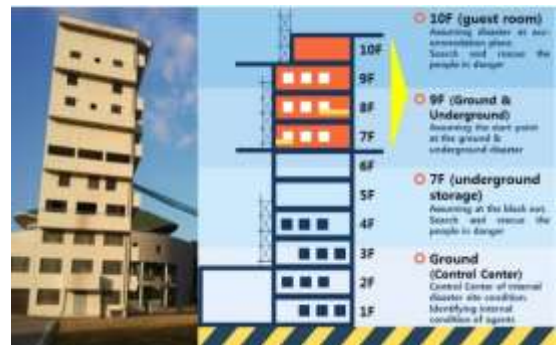 10F
9F
8F
7F
6F
5F
4F
3F
2F
1F
10F (guest room)
Assuming disaster at accommodation place.
Search and rescue the
people in danger
9F (Ground &
Underground)
Assuming the start point
at the ground &
underground disaster
7F (underground
storage)
Assuming at the black out.
Search and rescue the
people in danger
Ground
(Control Center)
Control Center of internal
disaster site condition.
Identifying internal
condition of agents